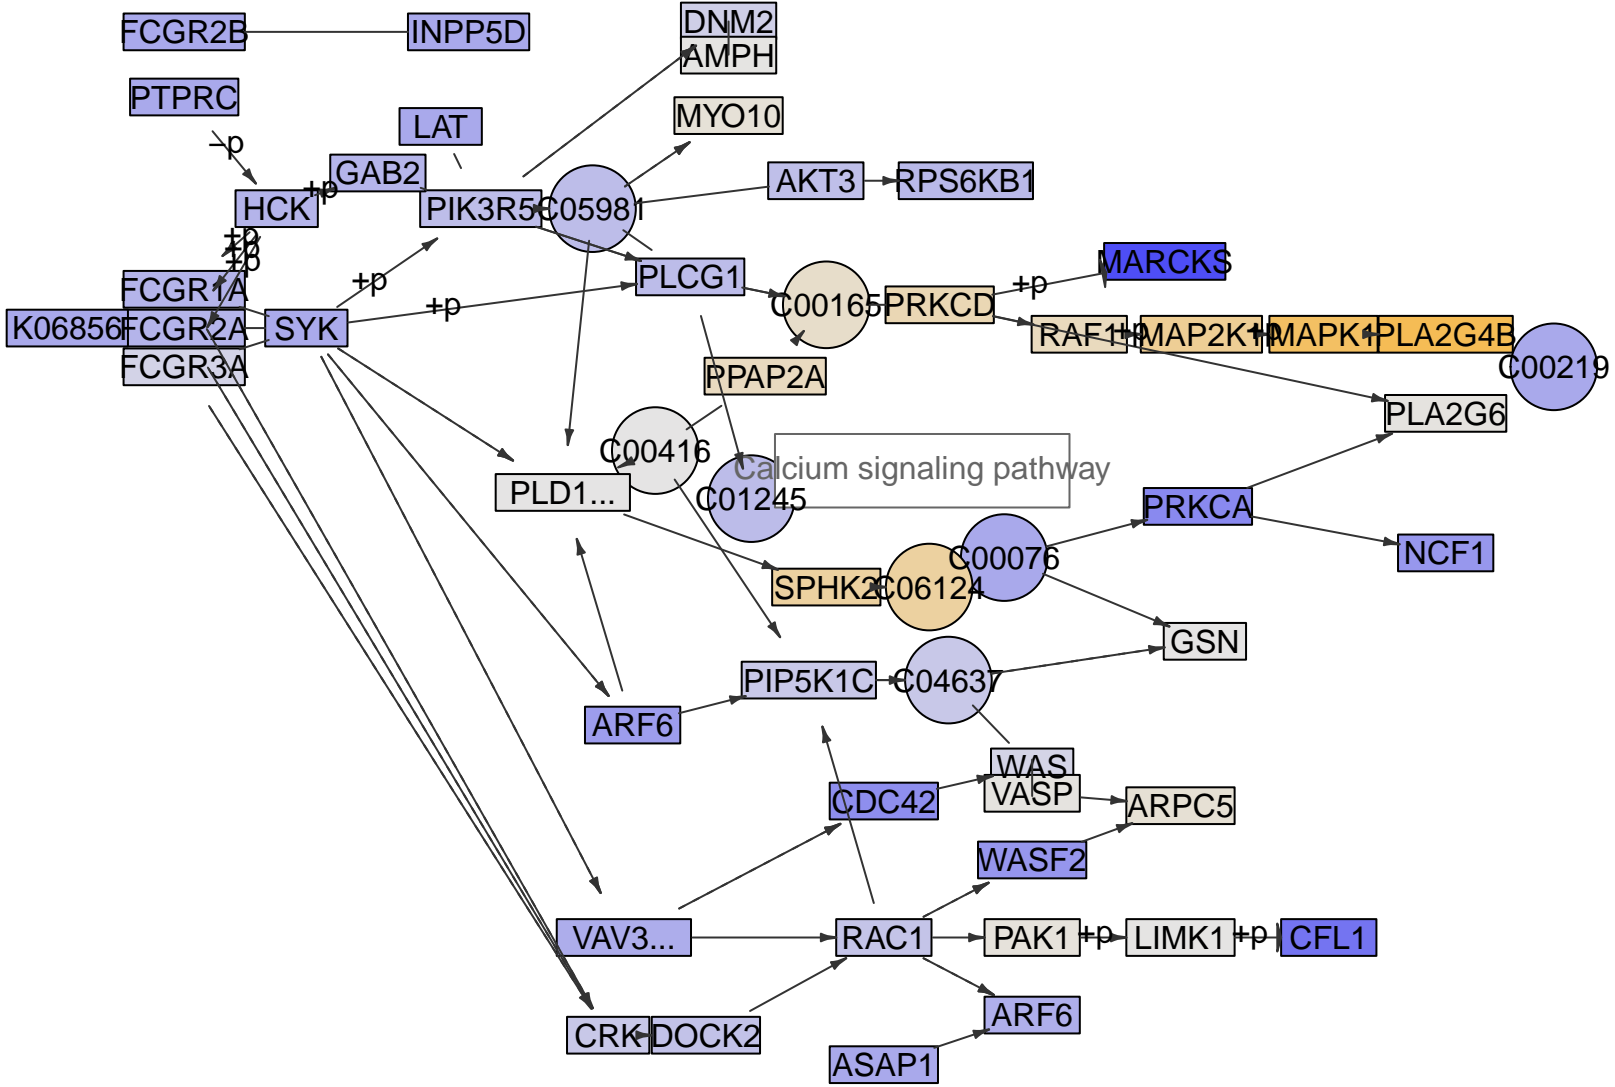 DNM2
FCGR2B
INPP5D
AMPH
PTPRC
MYO10
LAT
–p
GAB2
AKT3
RPS6KB1
+p
HCK
PIK3R5
C05981
+p
+p
+p
MARCKS
PLCG1
+p
+p
FCGR1A
C00165
PRKCD
+p
K06856
FCGR2A
SYK
RAF1
+p
MAP2K1
+p
MAPK1
PLA2G4B
FCGR3A
C00219
PPAP2A
PLA2G6
C00416
Calcium signaling pathway
PLD1...
C01245
PRKCA
C00076
NCF1
SPHK2
C06124
GSN
PIP5K1C
C04637
ARF6
WAS
CDC42
VASP
ARPC5
WASF2
VAV3...
RAC1
PAK1
+p
LIMK1
+p
CFL1
ARF6
CRK
DOCK2
ASAP1